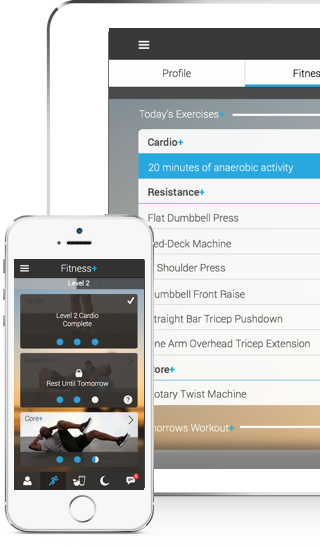 Profile
Fitnes
Today's Exercises+
Cardio+
20 minutes of anaerobic activity
Resistance+
Flat Dumbbell Press
ed-Deck Machine
Shoulder Press
umbbell Front Raise
traight Bar Tricep Pushdown
ne Arm Overhead Tricep Extension
ore+
otary Twist Machine
morrows Workout+
Fitness+
Level 2
Cardio
Level 2 Cardio
Complete
Resistance
Rest Until Tomorrow
?
Core+